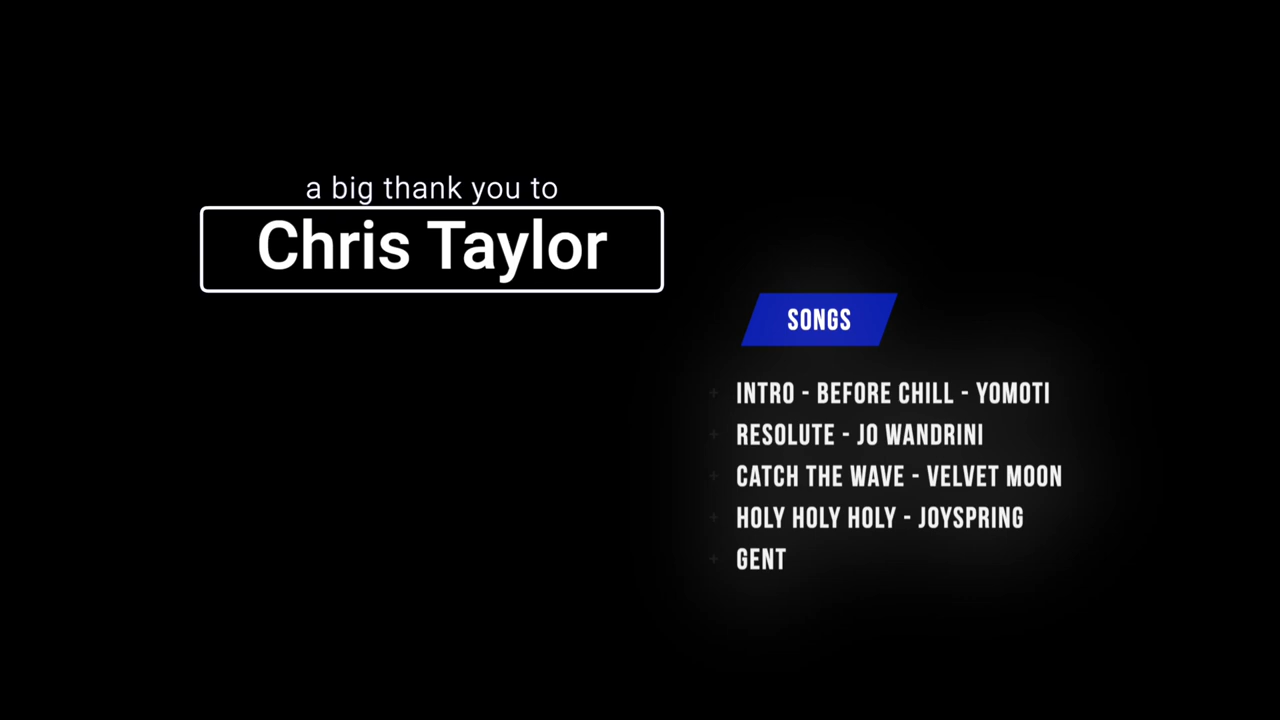 a big thank you to
Chris Taylor
SONGS
INTRO - BEFORE CHILL - YOMOTI
RESOLUTE - JO WANDRINI
CATCH THE WAVE - VELVET MOON
HOLY HOLY HOLY - JOYSPRING
GENT